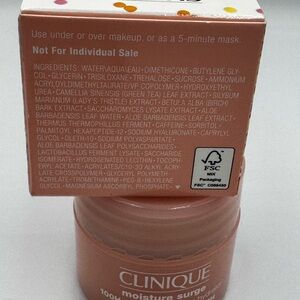 Use under or over makeup, or as a 5-minute mask.
Not For Individual Sale
INGREDIENTS: WATER\AQUA\EAU • DIMETHICONE • BUTYLENE GLY-
COL • GLYCERIN • TRISILOXANE • TREHALOSE • SUCROSE • AMMONIUM
ACRYLOYLDIMETHYLTAURATE/VP COPOLYMER • HYDROXYETHYL
UREA • CAMELLIA SINENSIS GREEN TEA LEAF EXTRACT • SILYBUM
MARIANUM (LADY'S THISTLE) EXTRACT • BETULA ALBA (BIRCH)
BARK EXTRACT • SACCHAROMYCES LYSATE EXTRACT • ALOE
BARBADENSIS LEAF WATER • ALOE BARBADENSIS LEAF EXTRACT •
THERMUS THERMOPHILLUS FERMENT • CAFFEINE • SORBITOL •
PALMITOYL HEXAPEPTIDE-12 • SODIUM HYALURONATE • CAPRYLYL
GLYCOL • OLETH-10 • SODIUM POLYASPARTATE •
ALOE BARBADENSIS LEAF POLYSACCHARIDES •
LACTOBACILLUS FERMENT LYSATE • SACCHARIDE
ISOMERATE • HYDROGENATED LECITHIN • TOCOPH-
ERYL ACETATE • ACRYLATES/C10-30 ALKYL ACRY-
LATE CROSSPOLYMER • GLYCERYL POLYMETH-
ACRYLATE • TROMETHAMINE • PEG-8 • HEXYLENE
GLYCOL • MAGNESIUM ASCORBYL PHOSPHATE
FSC
MIX
Packaging
CLINIQUE
moisture surge